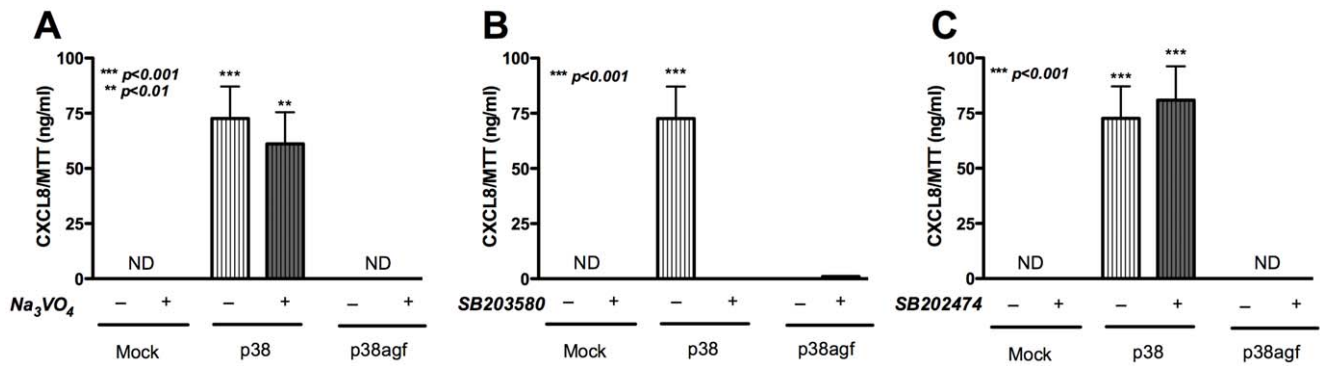 A
CXCL8/MTT (ng/ml)
100
75
50
25
0
*** p<0.001
** p<0.01
***
**
ND
ND
Na3VO4 – + – + – +
Mock p38 p38agf
B
CXCL8/MTT (ng/ml)
100
75
50
25
0
*** p<0.001
***
ND
SB203580 – + – + – +
Mock p38 p38agf
C
CXCL8/MTT (ng/ml)
100
75
50
25
0
*** p<0.001
***
***
ND
ND
SB202474 – + – + – +
Mock p38 p38agf